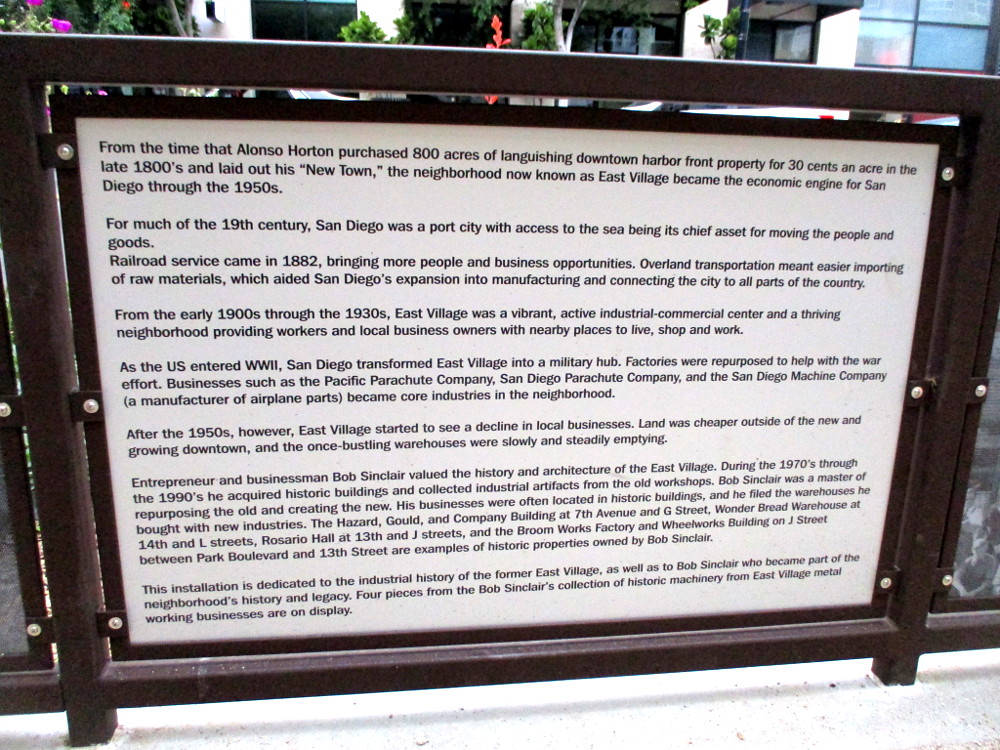 From the time that Alonso Horton purchased 800 acres of languishing downtown harbor front property for 30 cents an acre in the
late 1800's and laid out his "New Town," the neighborhood now known as East Village became the economic engine for San
Diego through the 1950s.
For much of the 19th century, San Diego was a port city with access to the sea being its chief asset for moving the people and
goods.
Railroad service came in 1882, bringing more people and business opportunities. Overland transportation meant easier importing
of raw materials, which aided San Diego's expansion into manufacturing and connecting the city to all parts of the country.
From the early 1900s through the 1930s, East Village was a vibrant, active industrial-commercial center and a thriving
neighborhood providing workers and local business owners with nearby places to live, shop and work.
As the US entered WWII, San Diego transformed East Village into a military hub. Factories were repurposed to help with the war
effort. Businesses such as the Pacific Parachute Company, San Diego Parachute Company, and the San Diego Machine Company
(a manufacturer of airplane parts) became core industries in the neighborhood.
After the 1950s, however, East Village started to see a decline in local businesses. Land was cheaper outside of the new and
growing downtown, and the once-bustling warehouses were slowly and steadily emptying.
Entrepreneur and businessman Bob Sinclair valued the history and architecture of the East Village. During the 1970's through
the 1990's he acquired historic buildings and collected industrial artifacts from the old workshops. Bob Sinclair was a master of
repurposing the old and creating the new. His businesses were often located in historic buildings, and he filed the warehouses he
bought with new industries. The Hazard, Gould, and Company Building at 7th Avenue and G Street, Wonder Bread Warehouse at
14th and L streets, Rosario Hall at 13th and J streets, and the Broom Works Factory and Wheelworks Building on J Street
between Park Boulevard and 13th Street are examples of historic properties owned by Bob Sinclair.
This installation is dedicated to the industrial history of the former East Village, as well as to Bob Sinclair who became part of the
neighborhood's history and legacy. Four pieces from the Bob Sinclair's collection of historic machinery from East Village metal
working businesses are on display.